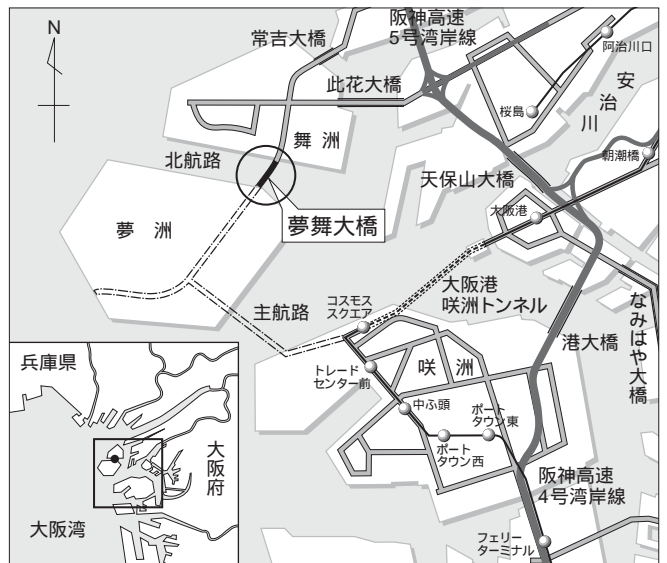 N
常吉大橋
阪神高速
5号湾岸線
阿治川口
此花大橋
桜島
安治川
舞洲
北航路
朝潮橋
天保山大橋
夢洲
夢舞大橋
大阪港
大阪港
咲洲トンネル
コスモス
スクエア
主航路
なみはや大橋
港大橋
兵庫県
トレード
センター前
咲洲
中ふ頭
ポート
タウン東
ポート
タウン西
大阪府
阪神高速
4号湾岸線
大阪湾
フェリー
ターミナル